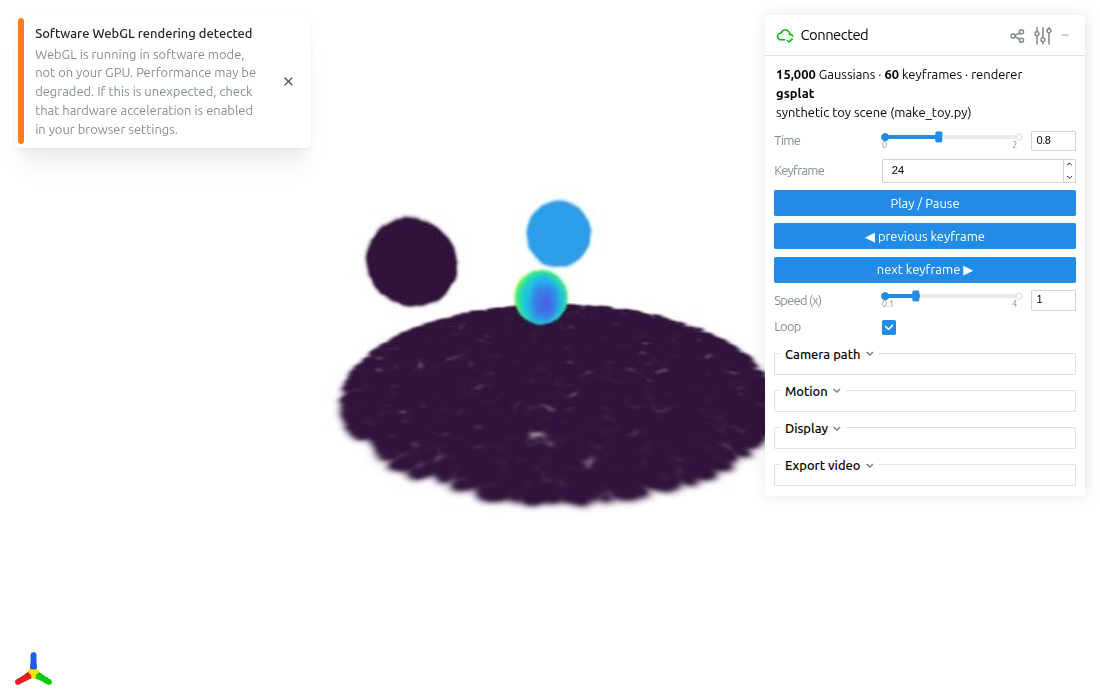 Software WebGL rendering detected
WebGL is running in software mode,
not on your GPU. Performance may be
degraded. If this is unexpected, check
that hardware acceleration is enabled
in your browser settings.
Connected
15,000 Gaussians · 60 keyframes · renderer
gsplat
synthetic toy scene (make_toy.py)
Time 0 2 0.8
Keyframe 24
Play / Pause
◀ previous keyframe
next keyframe ▶
Speed (x) 0.1 4 1
Loop
Camera path
Motion
Display
Export video